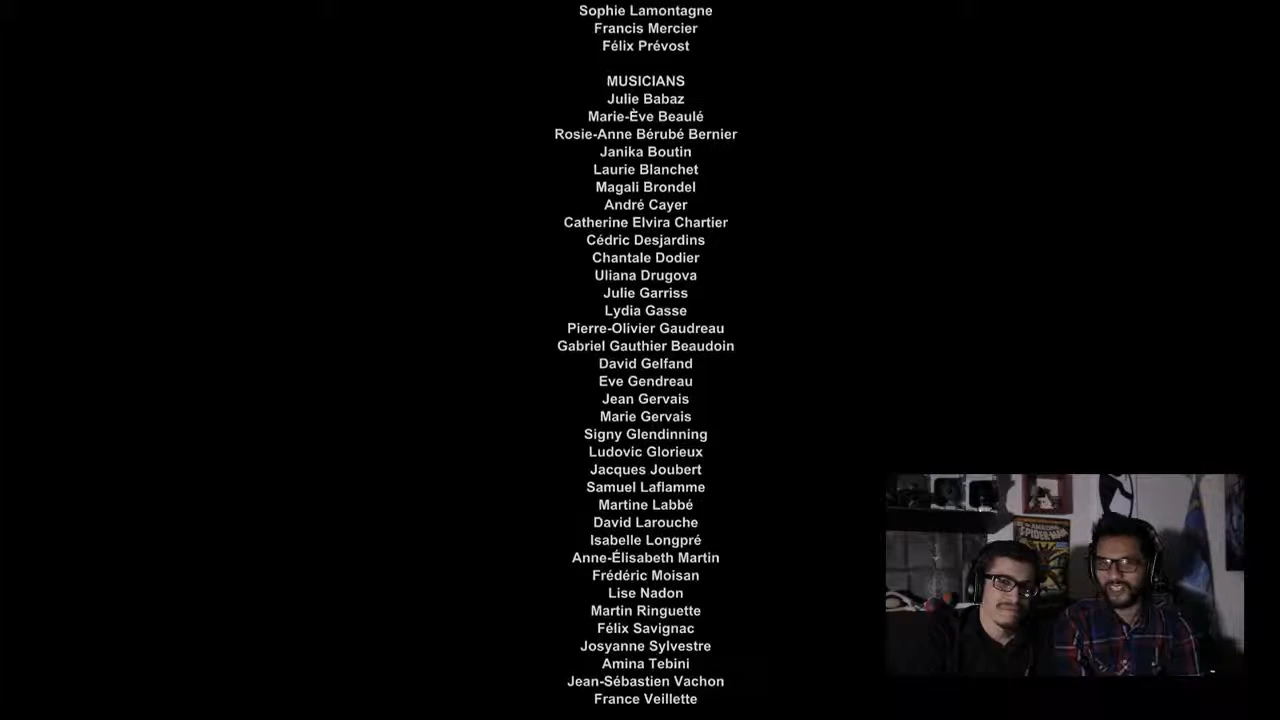 Sophie Lamontagne
Francis Mercier
Félix Prévost
MUSICIANS
Julie Babaz
Marie-Ève Beaulé
Rosie-Anne Bérubé Bernier
Janika Boutin
Laurie Blanchet
Magali Brondel
André Cayer
Catherine Elvira Chartier
Cédric Desjardins
Chantale Dodier
Uliana Drugova
Julie Garriss
Lydia Gasse
Pierre-Olivier Gaudreau
Gabriel Gauthier Beaudoin
David Gelfand
Eve Gendreau
Jean Gervais
Marie Gervais
Signy Glendinning
Ludovic Glorieux
Jacques Joubert
Samuel Laflamme
Martine Labbé
David Larouche
Isabelle Longpré
Anne-Élisabeth Martin
Frédéric Moisan
Lise Nadon
Martin Ringuette
Félix Savignac
Josyanne Sylvestre
Amina Tebini
Jean-Sébastien Vachon
France Veillette
AMAZING
SPIDER-MAN